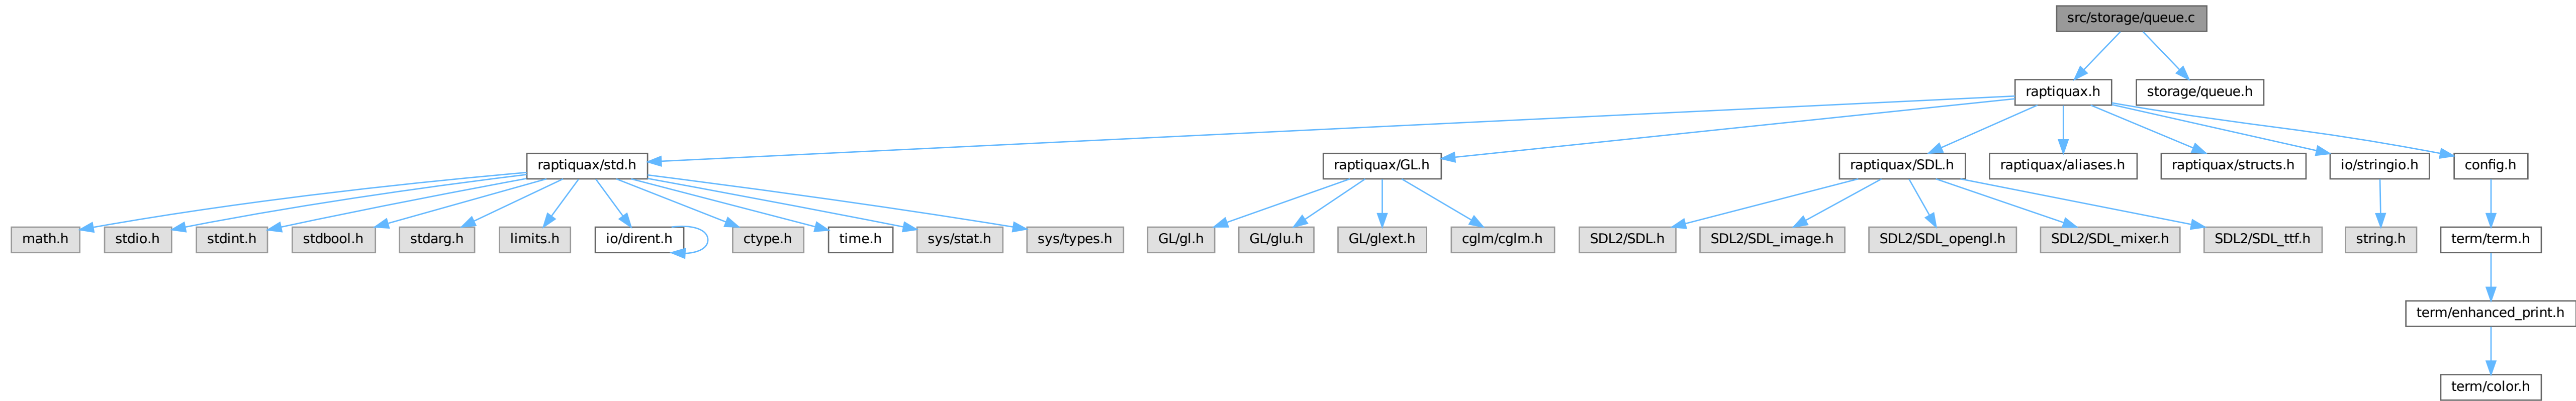 src/storage/queue.c
raptiquax.h
storage/queue.h
raptiquax/std.h
raptiquax/GL.h
raptiquax/SDL.h
raptiquax/aliases.h
raptiquax/structs.h
io/stringio.h
config.h
math.h
stdio.h
stdint.h
stdbool.h
stdarg.h
limits.h
io/dirent.h
ctype.h
time.h
sys/stat.h
sys/types.h
GL/gl.h
GL/glu.h
GL/glext.h
cglm/cglm.h
SDL2/SDL.h
SDL2/SDL_image.h
SDL2/SDL_opengl.h
SDL2/SDL_mixer.h
SDL2/SDL_ttf.h
string.h
term/term.h
term/enhanced_print.h
term/color.h